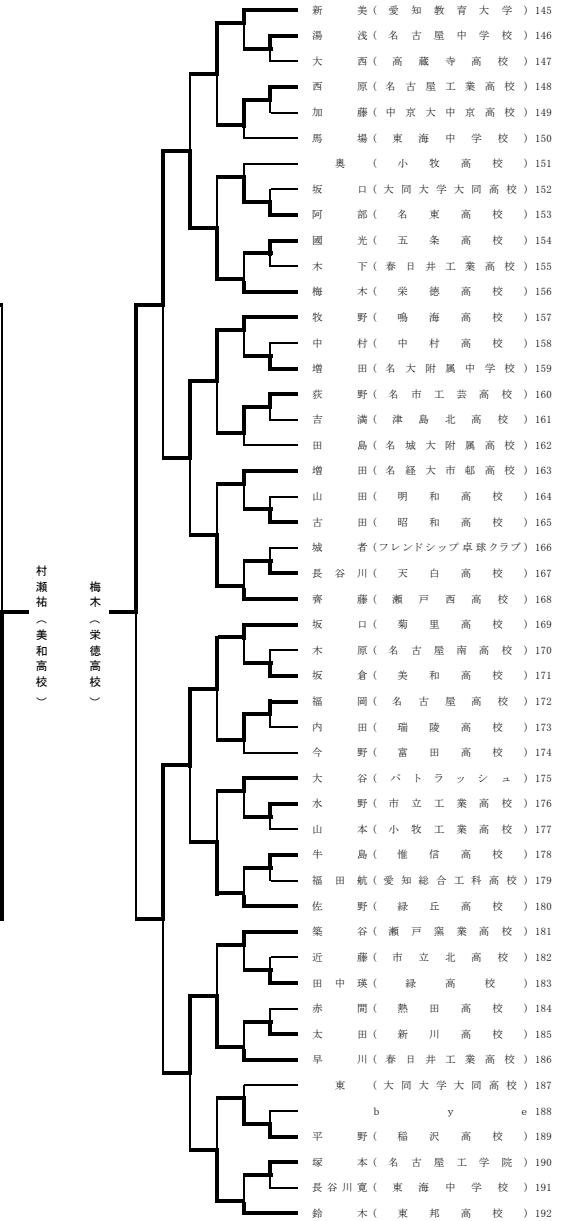 新美（愛知教育大学）145
湯浅（名古屋中学校）146
大西（高蔵寺高校）147
西原（名古屋工業高校）148
加藤（中京大中京高校）149
馬場（東海中学校）150
奥（小牧高校）151
坂口（大同大学大同高校）152
阿部（名東高校）153
國光（五条高校）154
木下（春日井工業高校）155
梅木（栄徳高校）156
牧野（鳴海高校）157
中村（中村高校）158
増田（名大附属中学校）159
荻野（名市工芸高校）160
吉満（津島北高校）161
田島（名城大附属高校）162
増田（名経大市邨高校）163
山田（明和高校）164
古田（昭和高校）165
城者（フレンドシップ卓球クラブ）166
長谷川（天白高校）167
齊藤（瀬戸西高校）168
坂口（菊里高校）169
木原（名古屋南高校）170
坂倉（美和高校）171
福岡（名古屋高校）172
内田（瑞陵高校）173
今野（富田高校）174
大谷（パトラッシュ）175
水野（市立工業高校）176
山本（小牧工業高校）177
牛島（惟信高校）178
福田航（愛知総合工科高校）179
佐野（緑丘高校）180
築谷（瀬戸窯業高校）181
近藤（市立北高校）182
田中瑛（緑高校）183
赤間（熱田高校）184
太田（新川高校）185
早川（春日井工業高校）186
東（大同大学大同高校）187
bye 188
平野（稲沢高校）189
塚本（名古屋工学院）190
長谷川寛（東海中学校）191
鈴木（東邦高校）192
梅木（栄徳高校）
村瀬祐（美和高校）